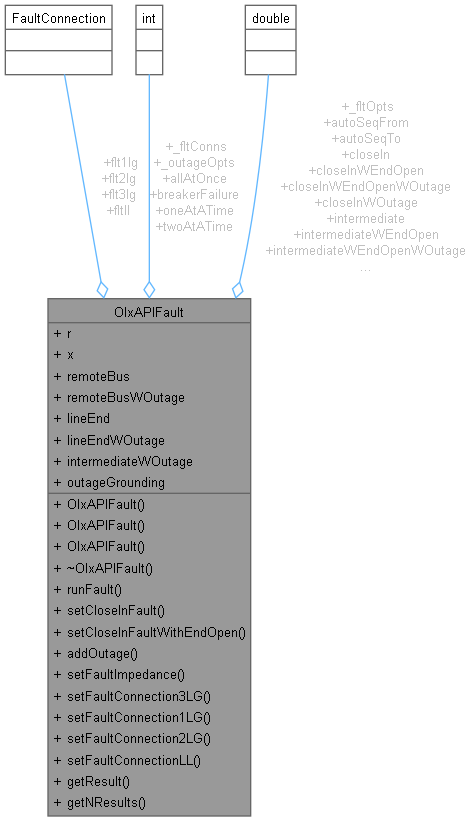 FaultConnection
int
double
+flt1lg
+flt2lg
+flt3lg
+fltll
+_fltConns
+_outageOpts
+allAtOnce
+breakerFailure
+oneAtATime
+twoAtATime
+_fltOpts
+autoSeqFrom
+autoSeqTo
+closeIn
+closeInWEndOpen
+closeInWEndOpenWOutage
+closeInWOutage
+intermediate
+intermediateWEndOpen
+intermediateWEndOpenWOutage
...
OlxAPIFault
+ r
+ x
+ remoteBus
+ remoteBusWOutage
+ lineEnd
+ lineEndWOutage
+ intermediateWOutage
+ outageGrounding
+ OlxAPIFault()
+ OlxAPIFault()
+ OlxAPIFault()
+ ~OlxAPIFault()
+ runFault()
+ setCloseInFault()
+ setCloseInFaultWithEndOpen()
+ addOutage()
+ setFaultImpedance()
+ setFaultConnection3LG()
+ setFaultConnection1LG()
+ setFaultConnection2LG()
+ setFaultConnectionLL()
+ getResult()
+ getNResults()